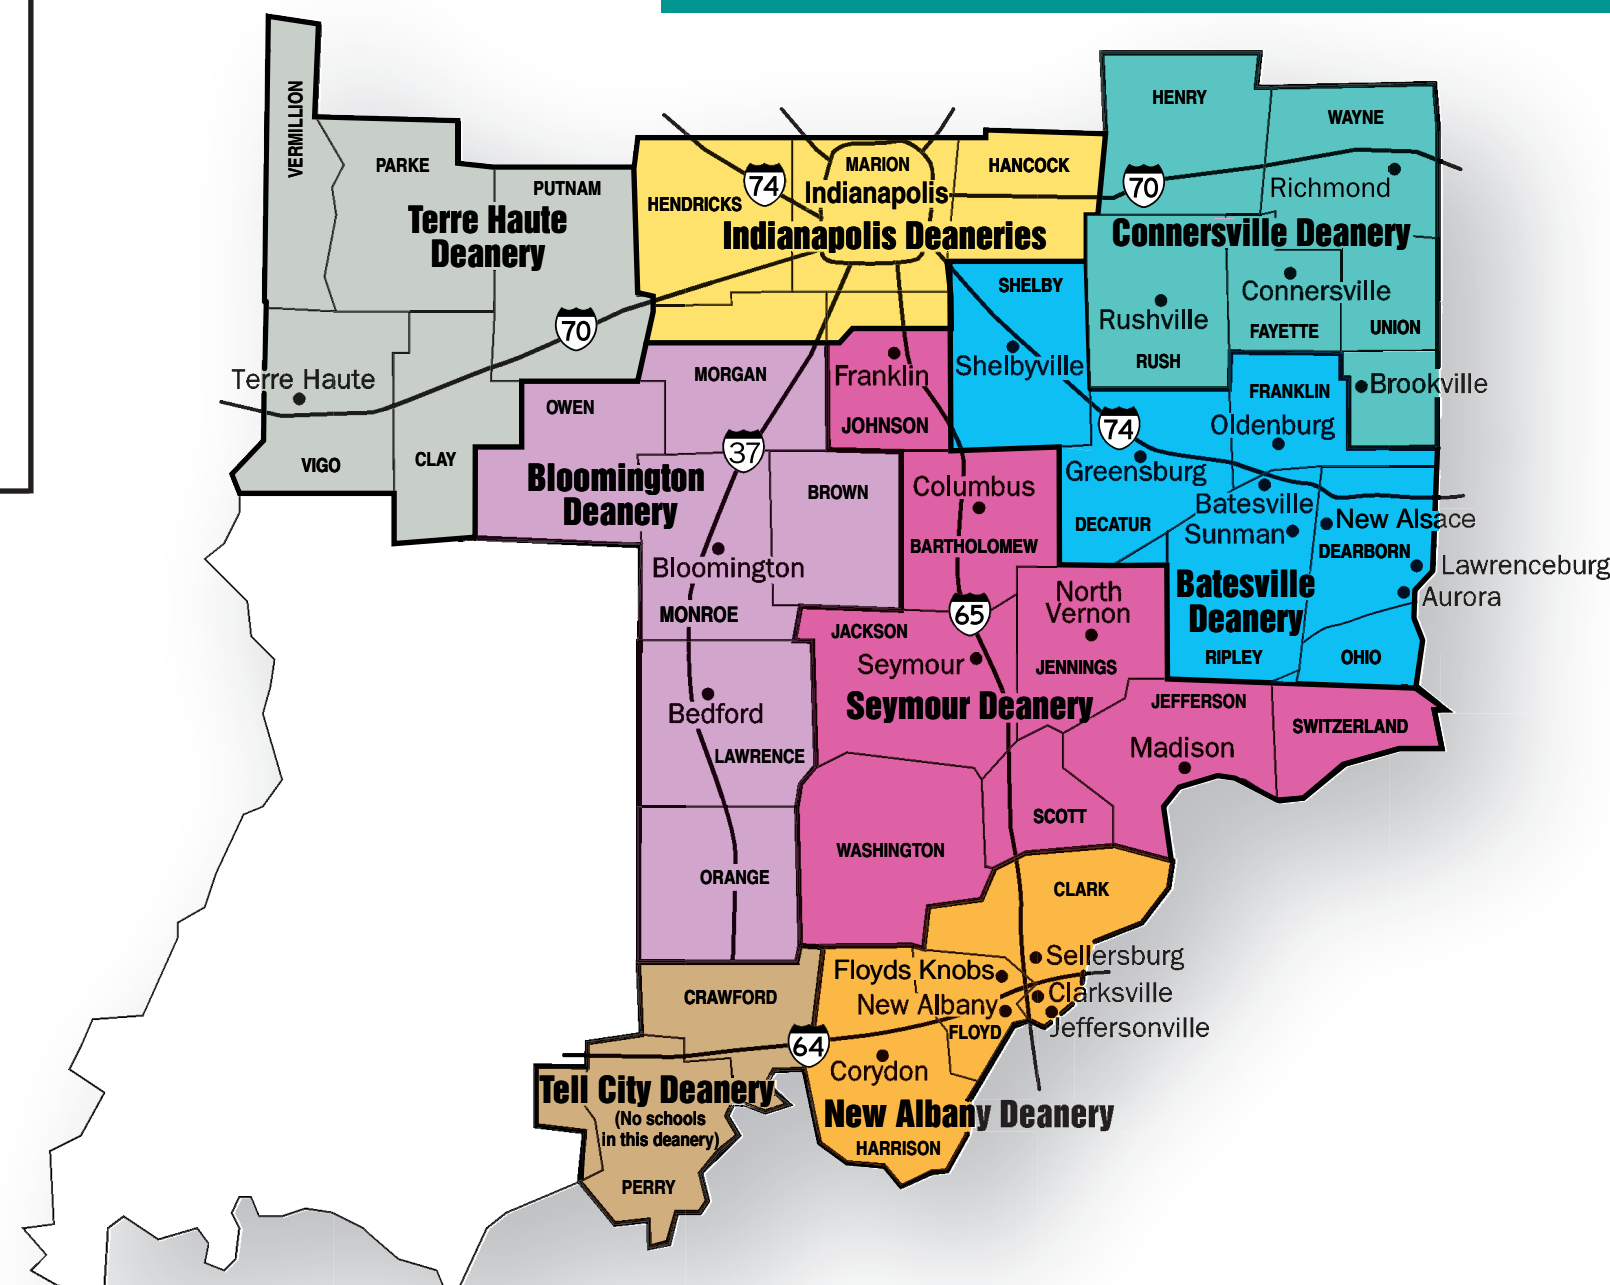 VERMILLION
PARKE
PUTNAM
Terre Haute
Deanery
70
Terre Haute
VIGO
CLAY
HENDRICKS
74
MARION
Indianapolis
HANCOCK
Indianapolis Deaneries
HENRY
WAYNE
70
Richmond
Connersville Deanery
Connersville
Rushville
FAYETTE
UNION
RUSH
Brookville
SHELBY
Shelbyville
FRANKLIN
Oldenburg
74
Greensburg
Batesville
Sunman
New Alsace
DECATUR
DEARBORN
Lawrenceburg
Aurora
Batesville
Deanery
RIPLEY
OHIO
MORGAN
OWEN
37
Bloomington
Deanery
BROWN
Bloomington
MONROE
Bedford
LAWRENCE
ORANGE
Franklin
JOHNSON
Columbus
BARTHOLOMEW
65
North
Vernon
JACKSON
Seymour
JENNINGS
Seymour Deanery
JEFFERSON
SWITZERLAND
Madison
SCOTT
WASHINGTON
CLARK
Sellersburg
Floyds Knobs
Clarksville
New Albany
Jeffersonville
FLOYD
Corydon
New Albany Deanery
HARRISON
CRAWFORD
64
Tell City Deanery
(No schools
in this deanery)
PERRY